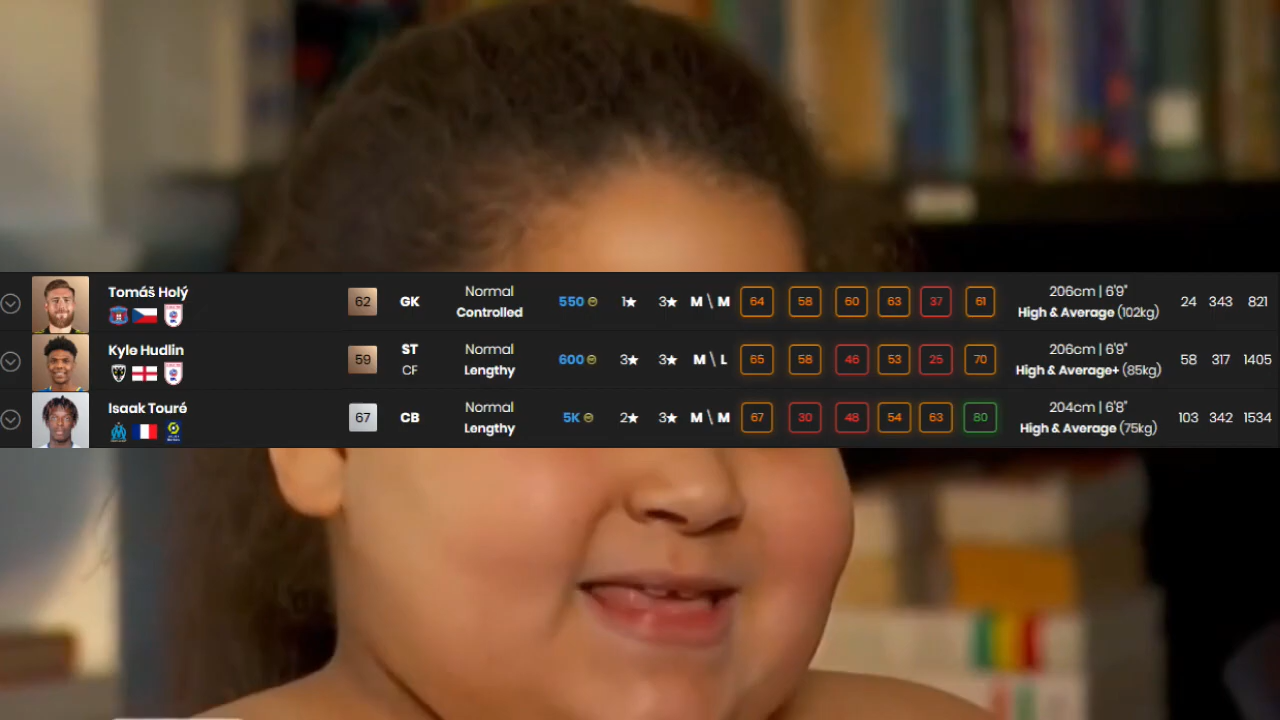 Tomáš Holý 62 GK Normal Controlled 550 1★ 3★ M \ M 64 58 60 63 37 61 206cm | 6'9" High & Average (102kg) 24 343 821
Kyle Hudlin 59 ST CF Normal Lengthy 600 3★ 3★ M \ L 65 58 46 53 25 70 206cm | 6'9" High & Average+ (85kg) 58 317 1405
Isaak Touré 67 CB Normal Lengthy 5K 2★ 3★ M \ M 67 30 48 54 63 80 204cm | 6'8" High & Average (75kg) 103 342 1534